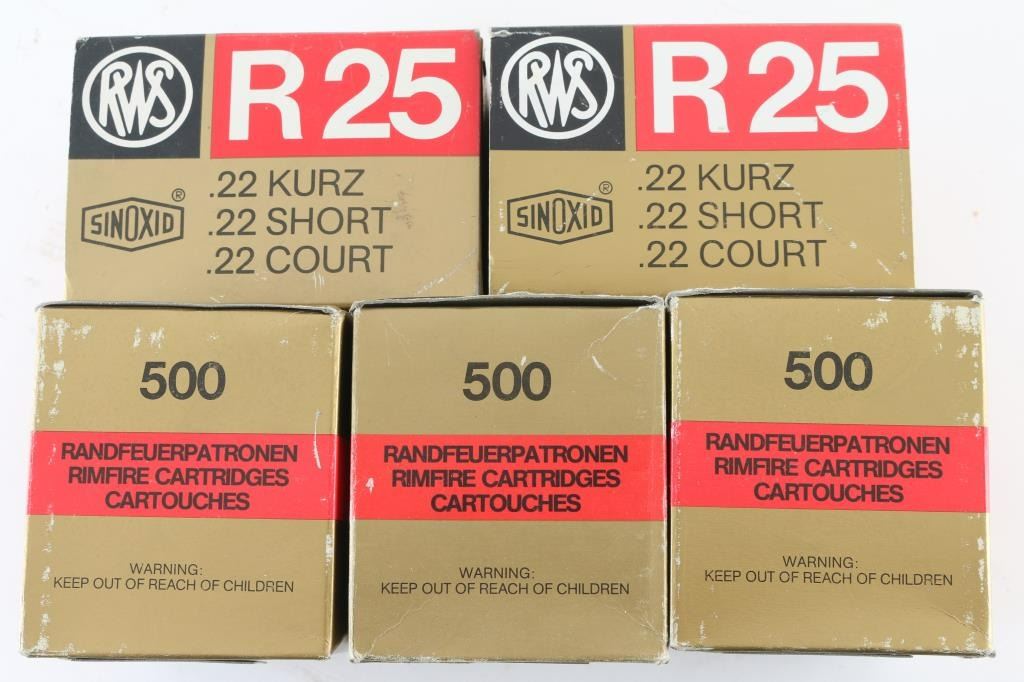 RWS
R 25
SINOXID®
.22 KURZ
.22 SHORT
.22 COURT
RWS
R 25
SINOXID®
.22 KURZ
.22 SHORT
.22 COURT
500
RANDFEUERPATRONEN
RIMFIRE CARTRIDGES
CARTOUCHES
WARNING:
KEEP OUT OF REACH OF CHILDREN
500
RANDFEUERPATRONEN
RIMFIRE CARTRIDGES
CARTOUCHES
WARNING:
KEEP OUT OF REACH OF CHILDREN
500
RANDFEUERPATRONEN
RIMFIRE CARTRIDGES
CARTOUCHES
WARNING:
KEEP OUT OF REACH OF CHILDREN